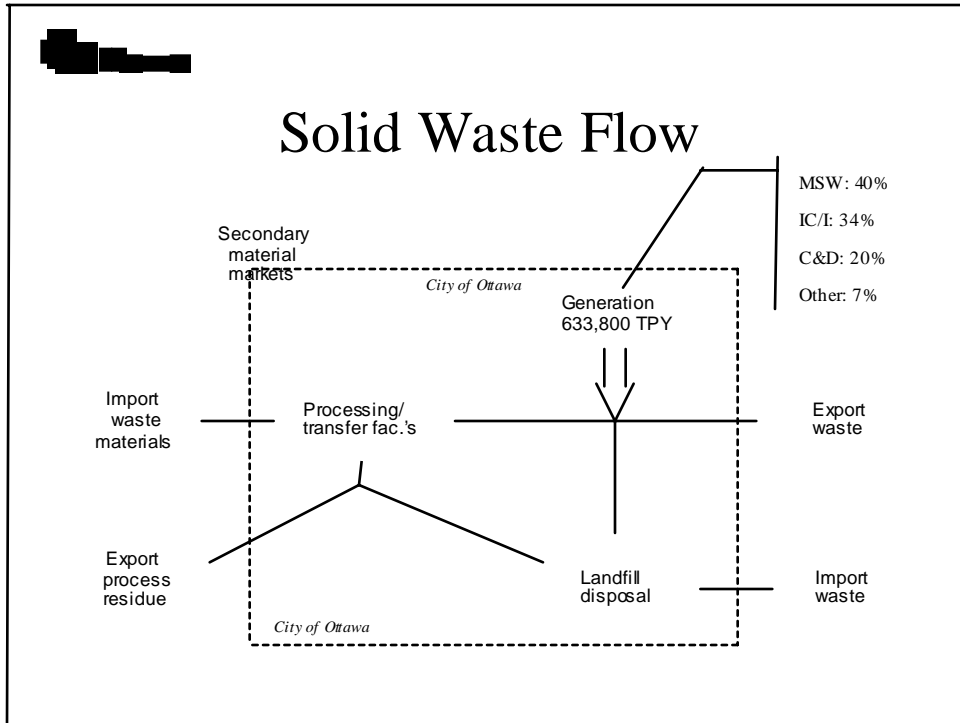 Solid Waste Flow
MSW: 40%
IC/I: 34%
C&D: 20%
Other: 7%
Secondary
material
markets
City of Ottawa
Generation
633,800 TPY
Import
waste
materials
Processing/
transfer fac.'s
Export
waste
Export
process
residue
Landfill
disposal
Import
waste
City of Ottawa